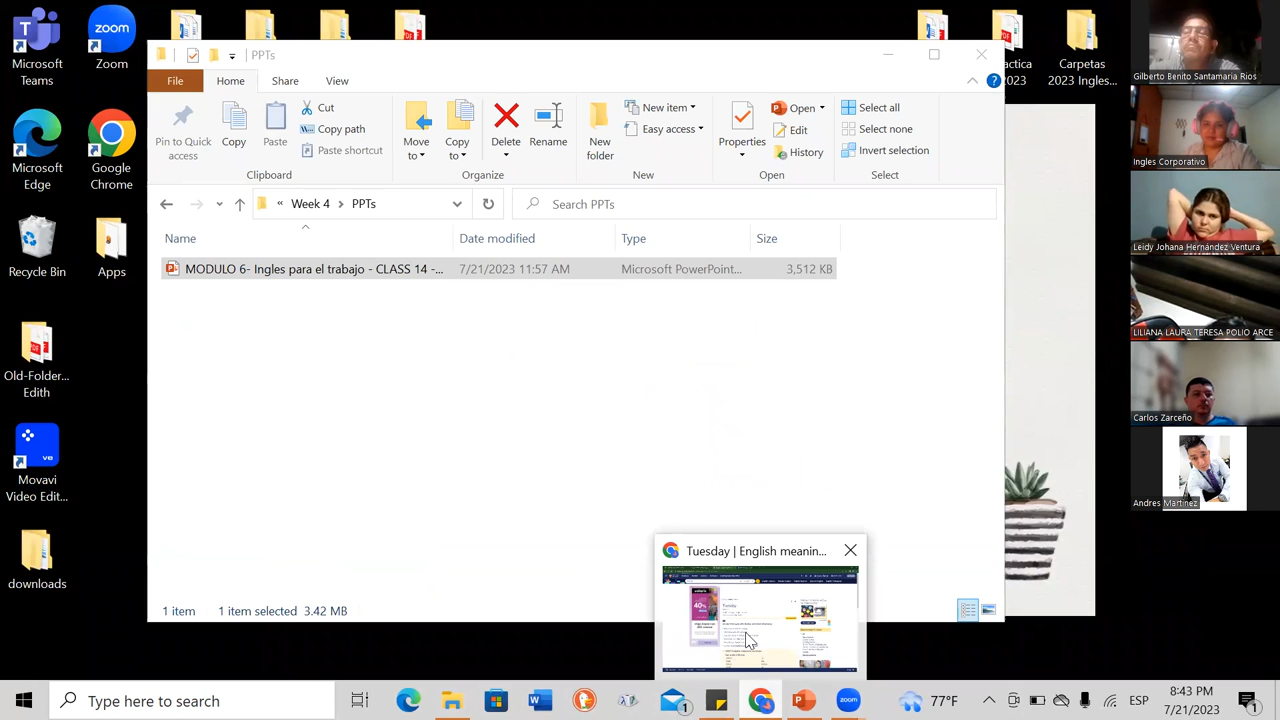 Microsoft
Teams
Zoom
Microsoft
Edge
Google
Chrome
Recycle Bin
Apps
Old-Folder...
Edith
Movavi
Video Edit...
downloads
PPTs
File
Home
Share
View
Pin to Quick
access
Copy
Paste
Cut
Copy path
Paste shortcut
Clipboard
Move
to
Copy
to
Delete
Rename
Organize
New
folder
New item
Easy access
New
Properties
Open
Edit
History
Open
Select all
Select none
Invert selection
Select
« Week 4 > PPTs
Search PPTs
Name
Date modified
Type
Size
MODULO 6- Ingles para el trabajo - CLASS 14 -...
7/21/2023 11:57 AM
Microsoft PowerPoint...
3,512 KB
1 item
1 item selected 3.42 MB
Tuesday | English meanin...
Tuesday
40%
actica
2023
Carpetas
2023 Ingles...
Gilberto Benito Santamaria Rios
Ingles Corporativo
Leidy Johana Hernández Ventura
LILIANA LAURA TERESA POLIO ARCE
Carlos Zarceño
Andres Martinez
Type here to search
1
77°F
ESP
8:43 PM
7/21/2023
1